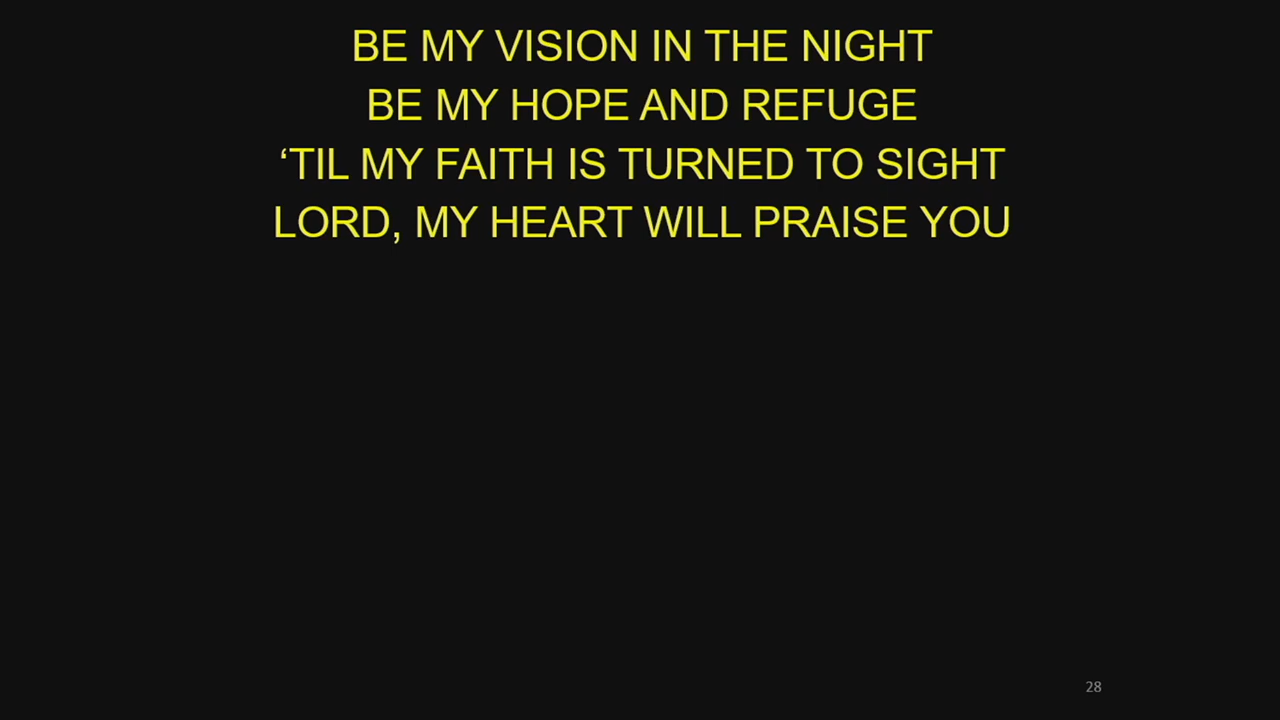 BE MY VISION IN THE NIGHT
BE MY HOPE AND REFUGE
‘TIL MY FAITH IS TURNED TO SIGHT
LORD, MY HEART WILL PRAISE YOU
28